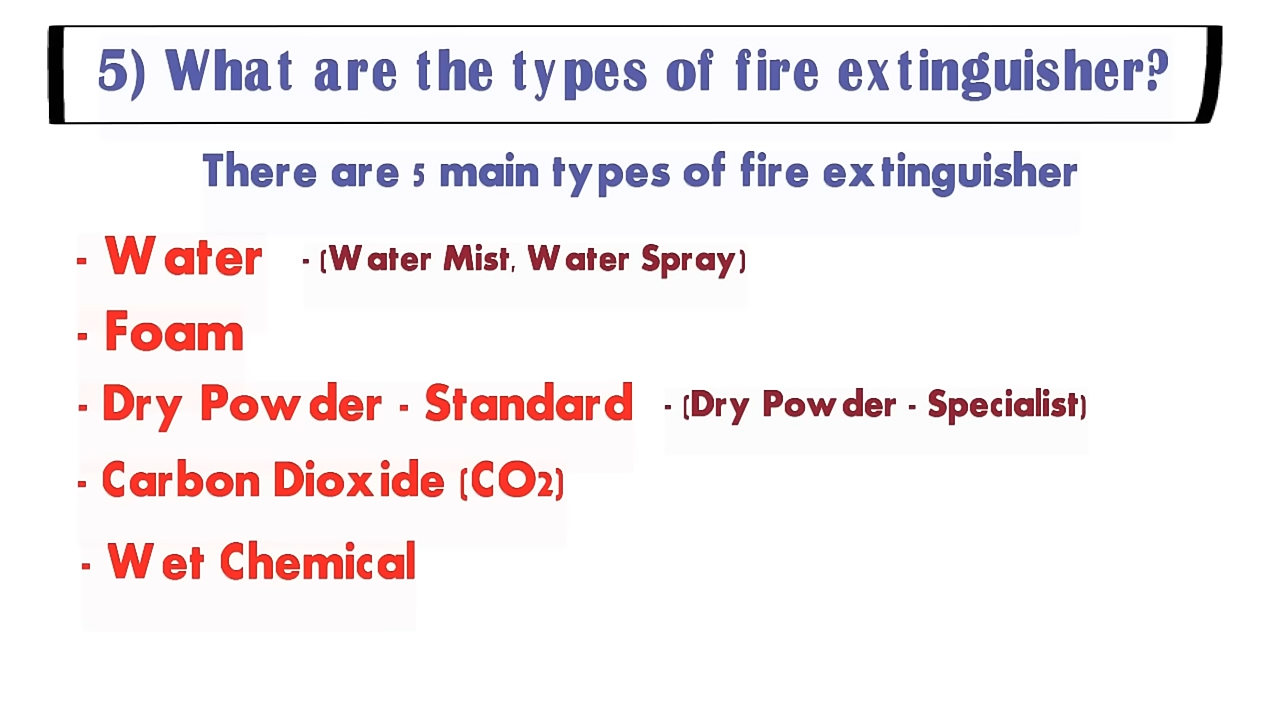 5) What are the types of fire extinguisher?
There are 5 main types of fire extinguisher
- Water - (Water Mist, Water Spray)
- Foam
- Dry Powder - Standard - (Dry Powder - Specialist)
- Carbon Dioxide (CO2)
- Wet Chemical